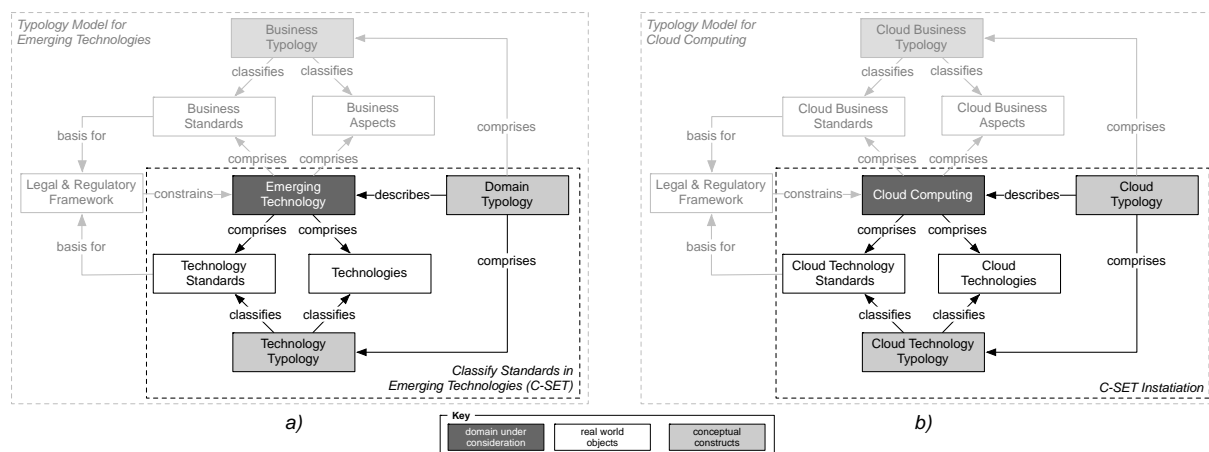 Typology Model for
Emerging Technologies
Business
Typology
classifies
classifies
Business
Standards
Business
Aspects
basis for
comprises
comprises
comprises
Legal & Regulatory
Framework
constrains
Emerging
Technology
describes
Domain
Typology
comprises
comprises
basis for
Technology
Standards
Technologies
comprises
classifies
classifies
Technology
Typology
Classify Standards in
Emerging Technologies (C-SET)
a)
Typology Model for
Cloud Computing
Cloud Business
Typology
classifies
classifies
Cloud Business
Standards
Cloud Business
Aspects
basis for
comprises
comprises
comprises
Legal & Regulatory
Framework
constrains
Cloud Computing
describes
Cloud
Typology
comprises
comprises
basis for
Cloud Technology
Standards
Cloud
Technologies
comprises
classifies
classifies
Cloud Technology
Typology
C-SET Instatiation
b)
Key
domain under
consideration
real world
objects
conceptual
constructs